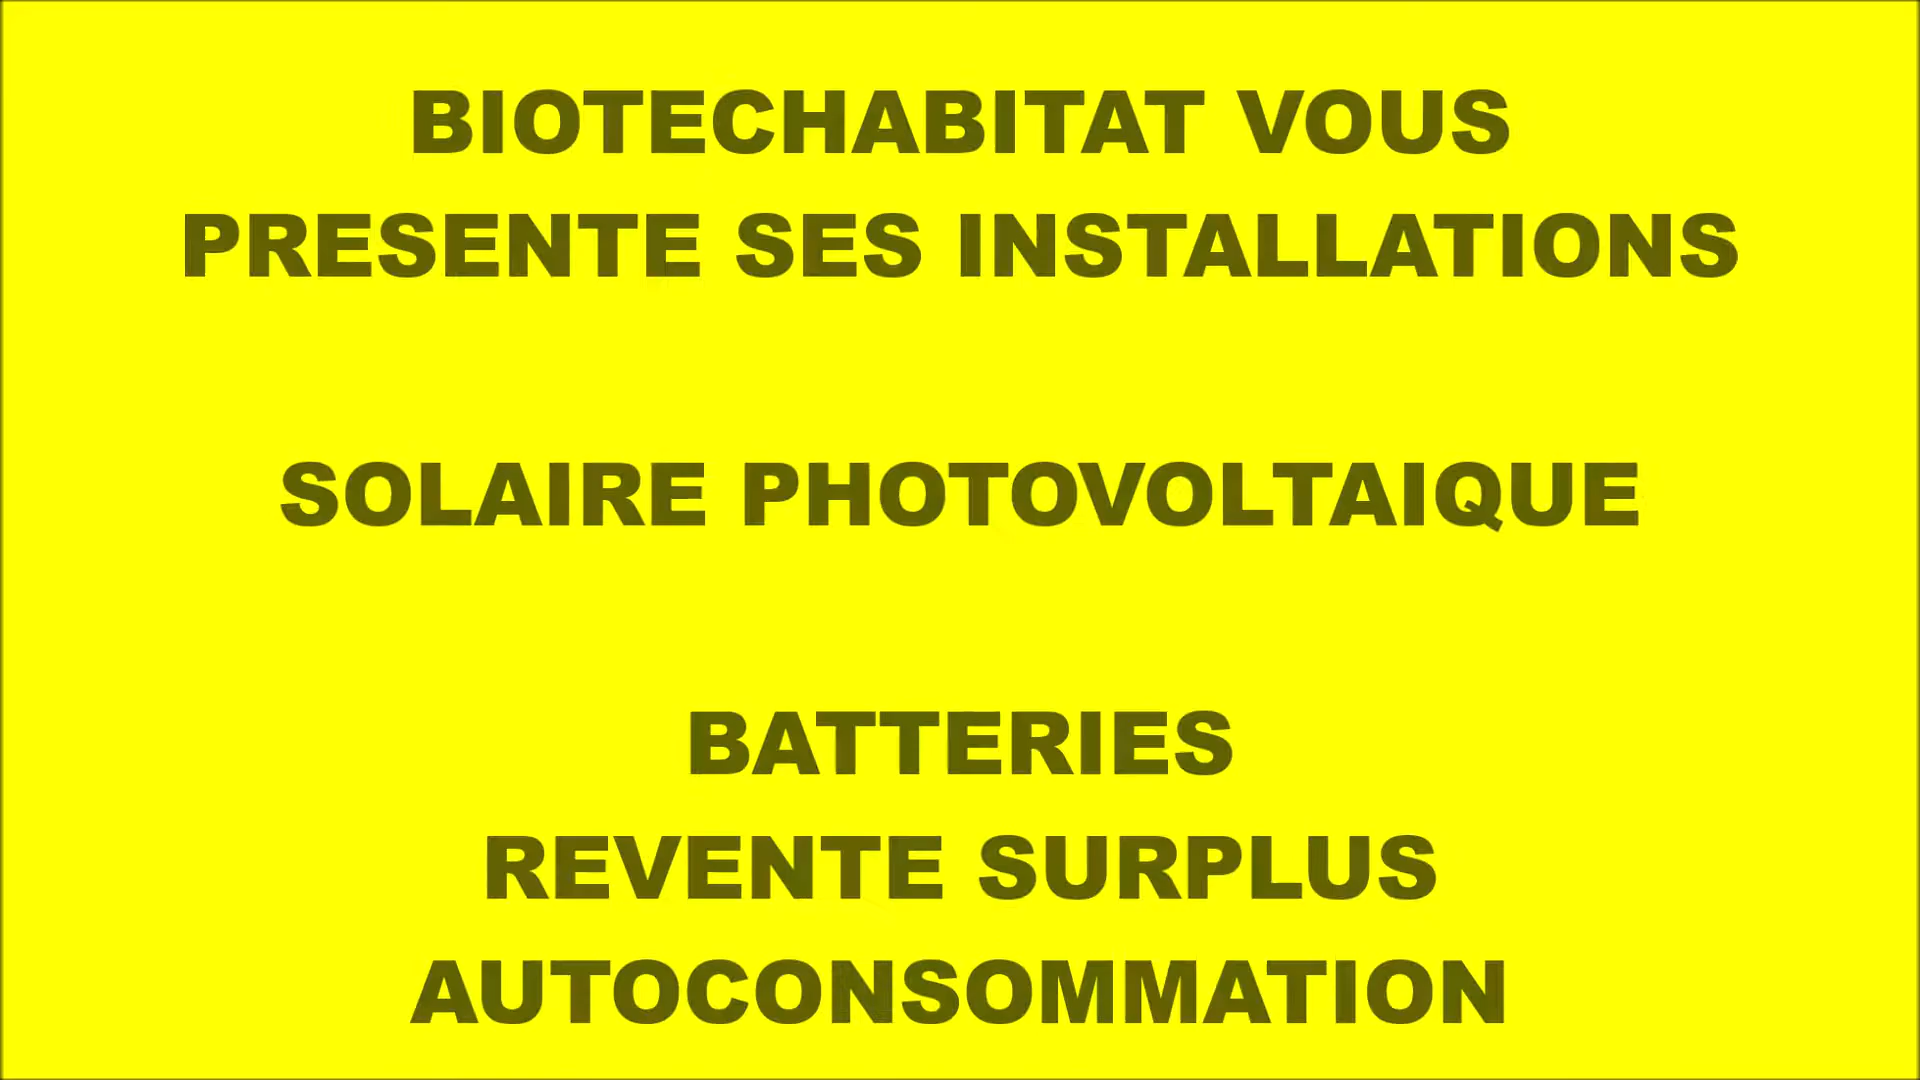 BIOTECHABITAT VOUS
PRESENTE SES INSTALLATIONS
SOLAIRE PHOTOVOLTAIQUE
BATTERIES
REVENTE SURPLUS
AUTOCONSOMMATION